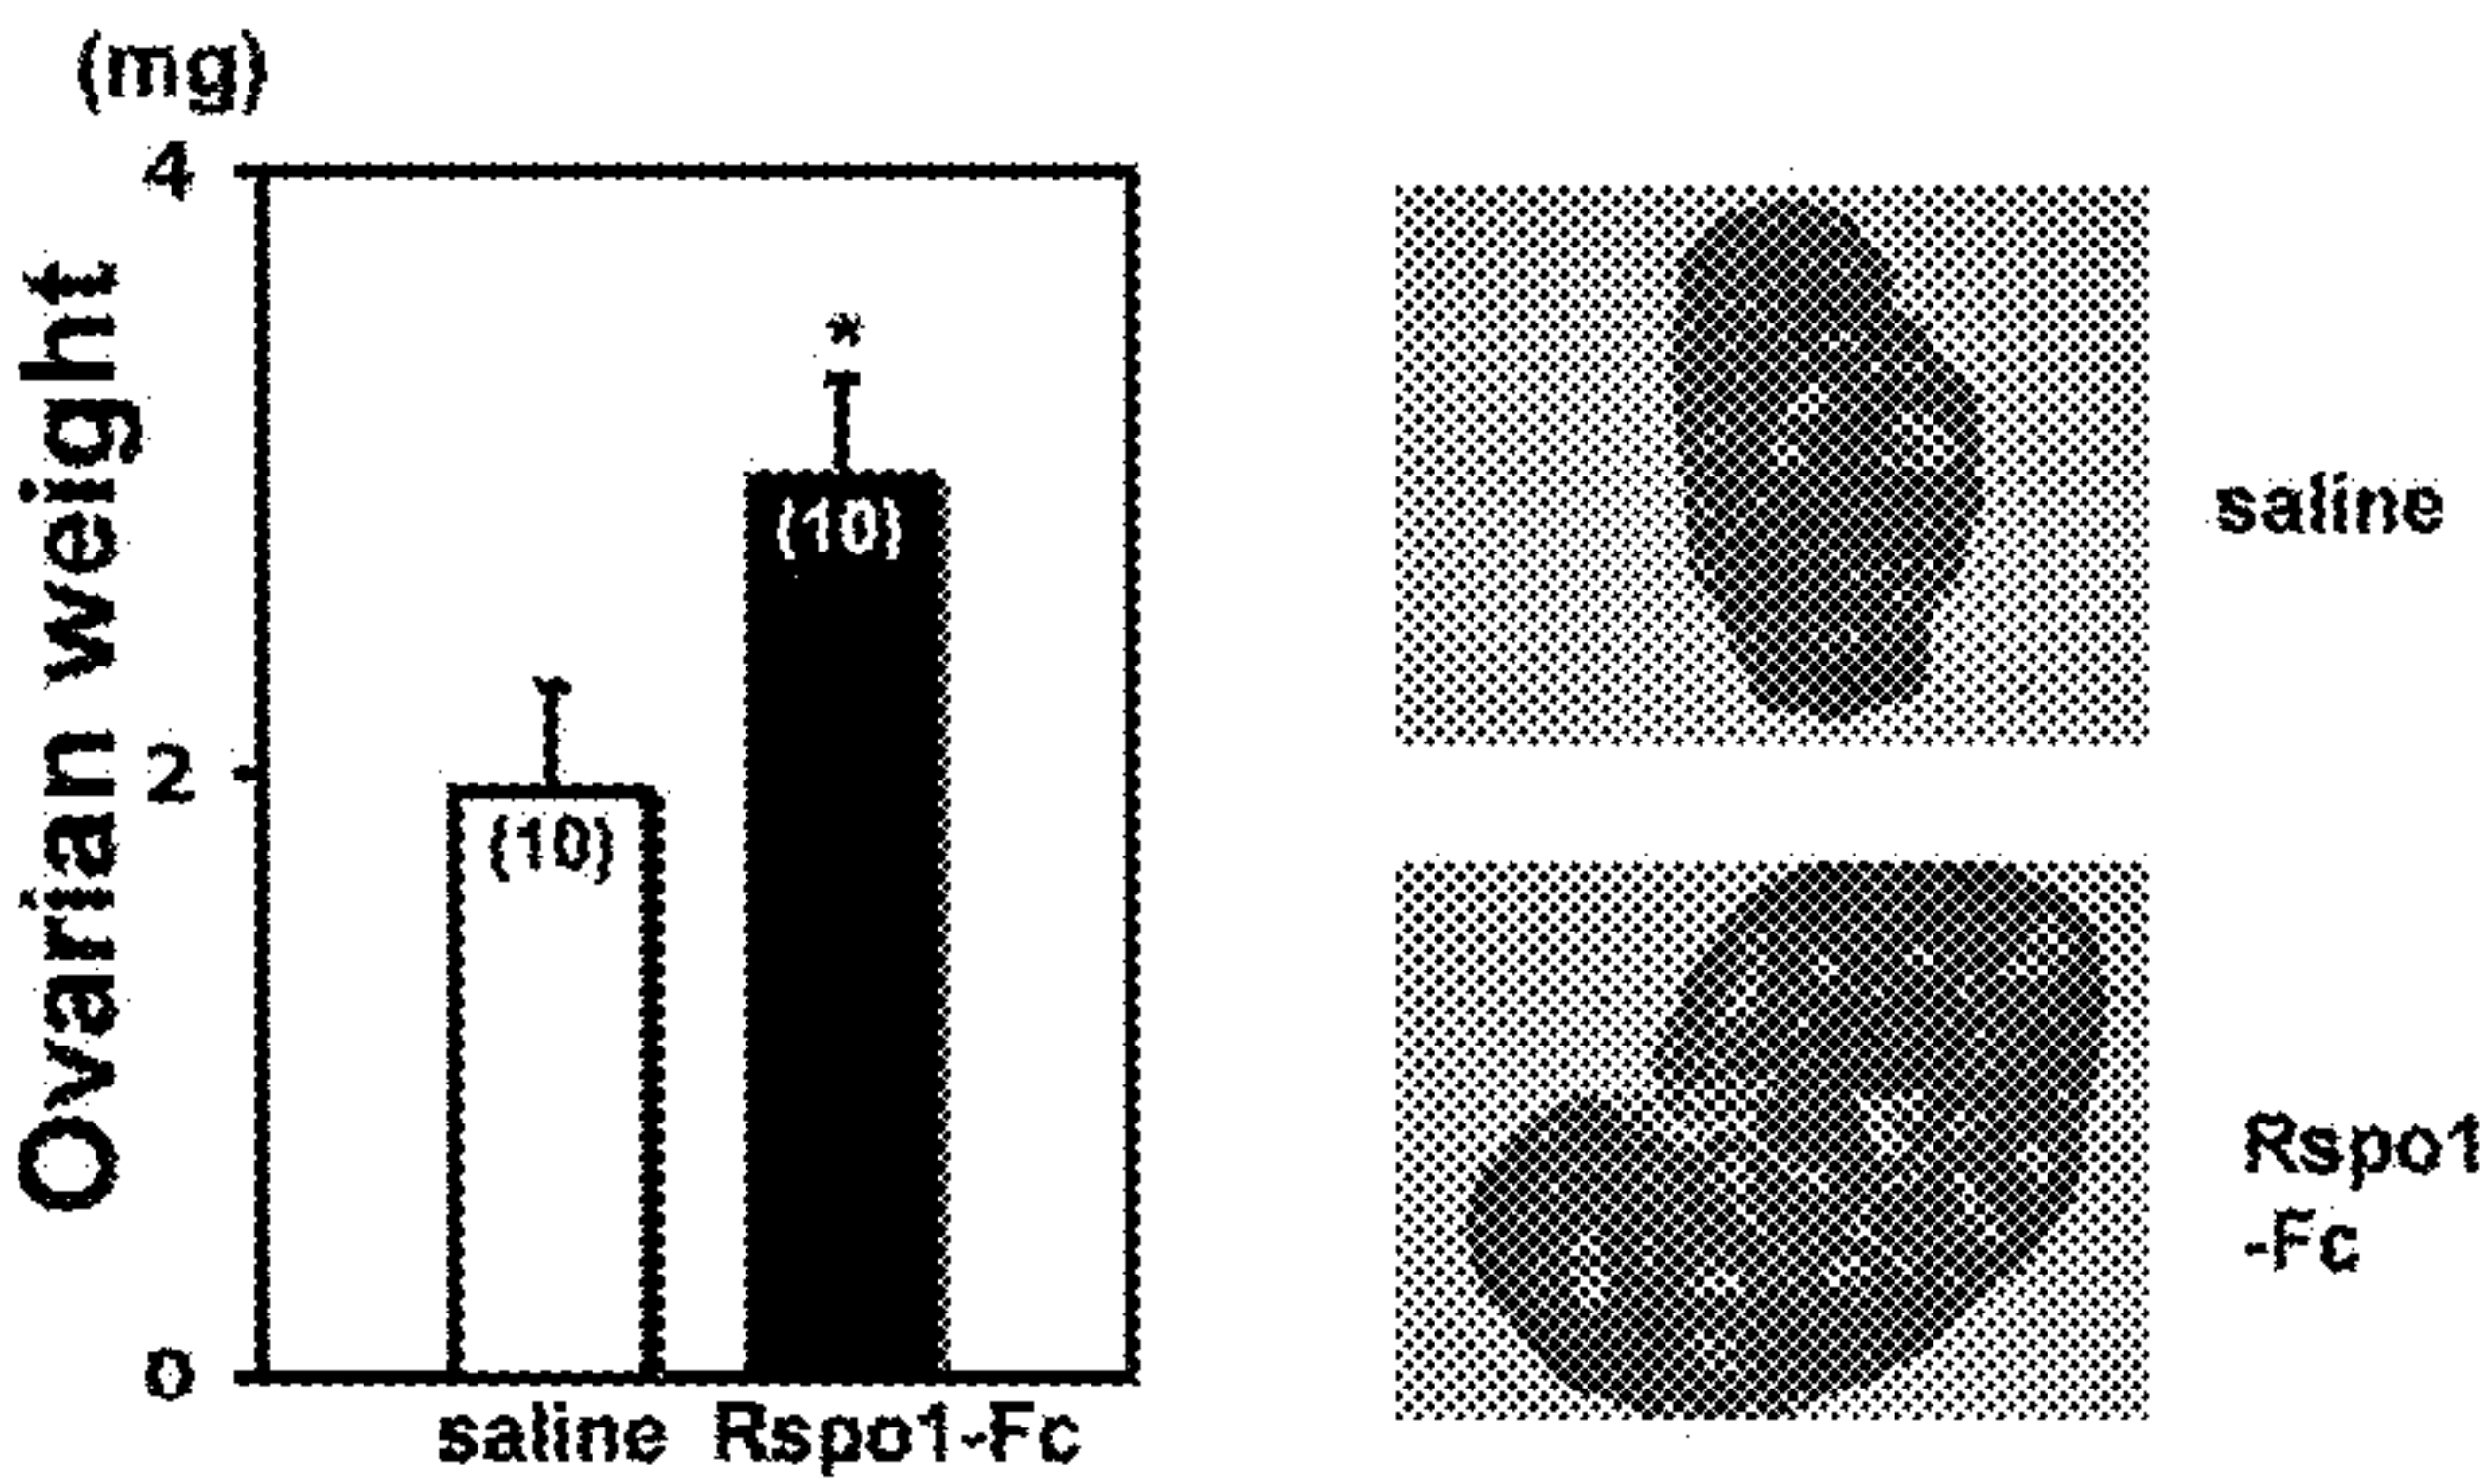 (mg)
4
Ovarian weight
2
0
*
(10)
(10)
saline Rspo1-Fc
saline
Rspo1
-Fc